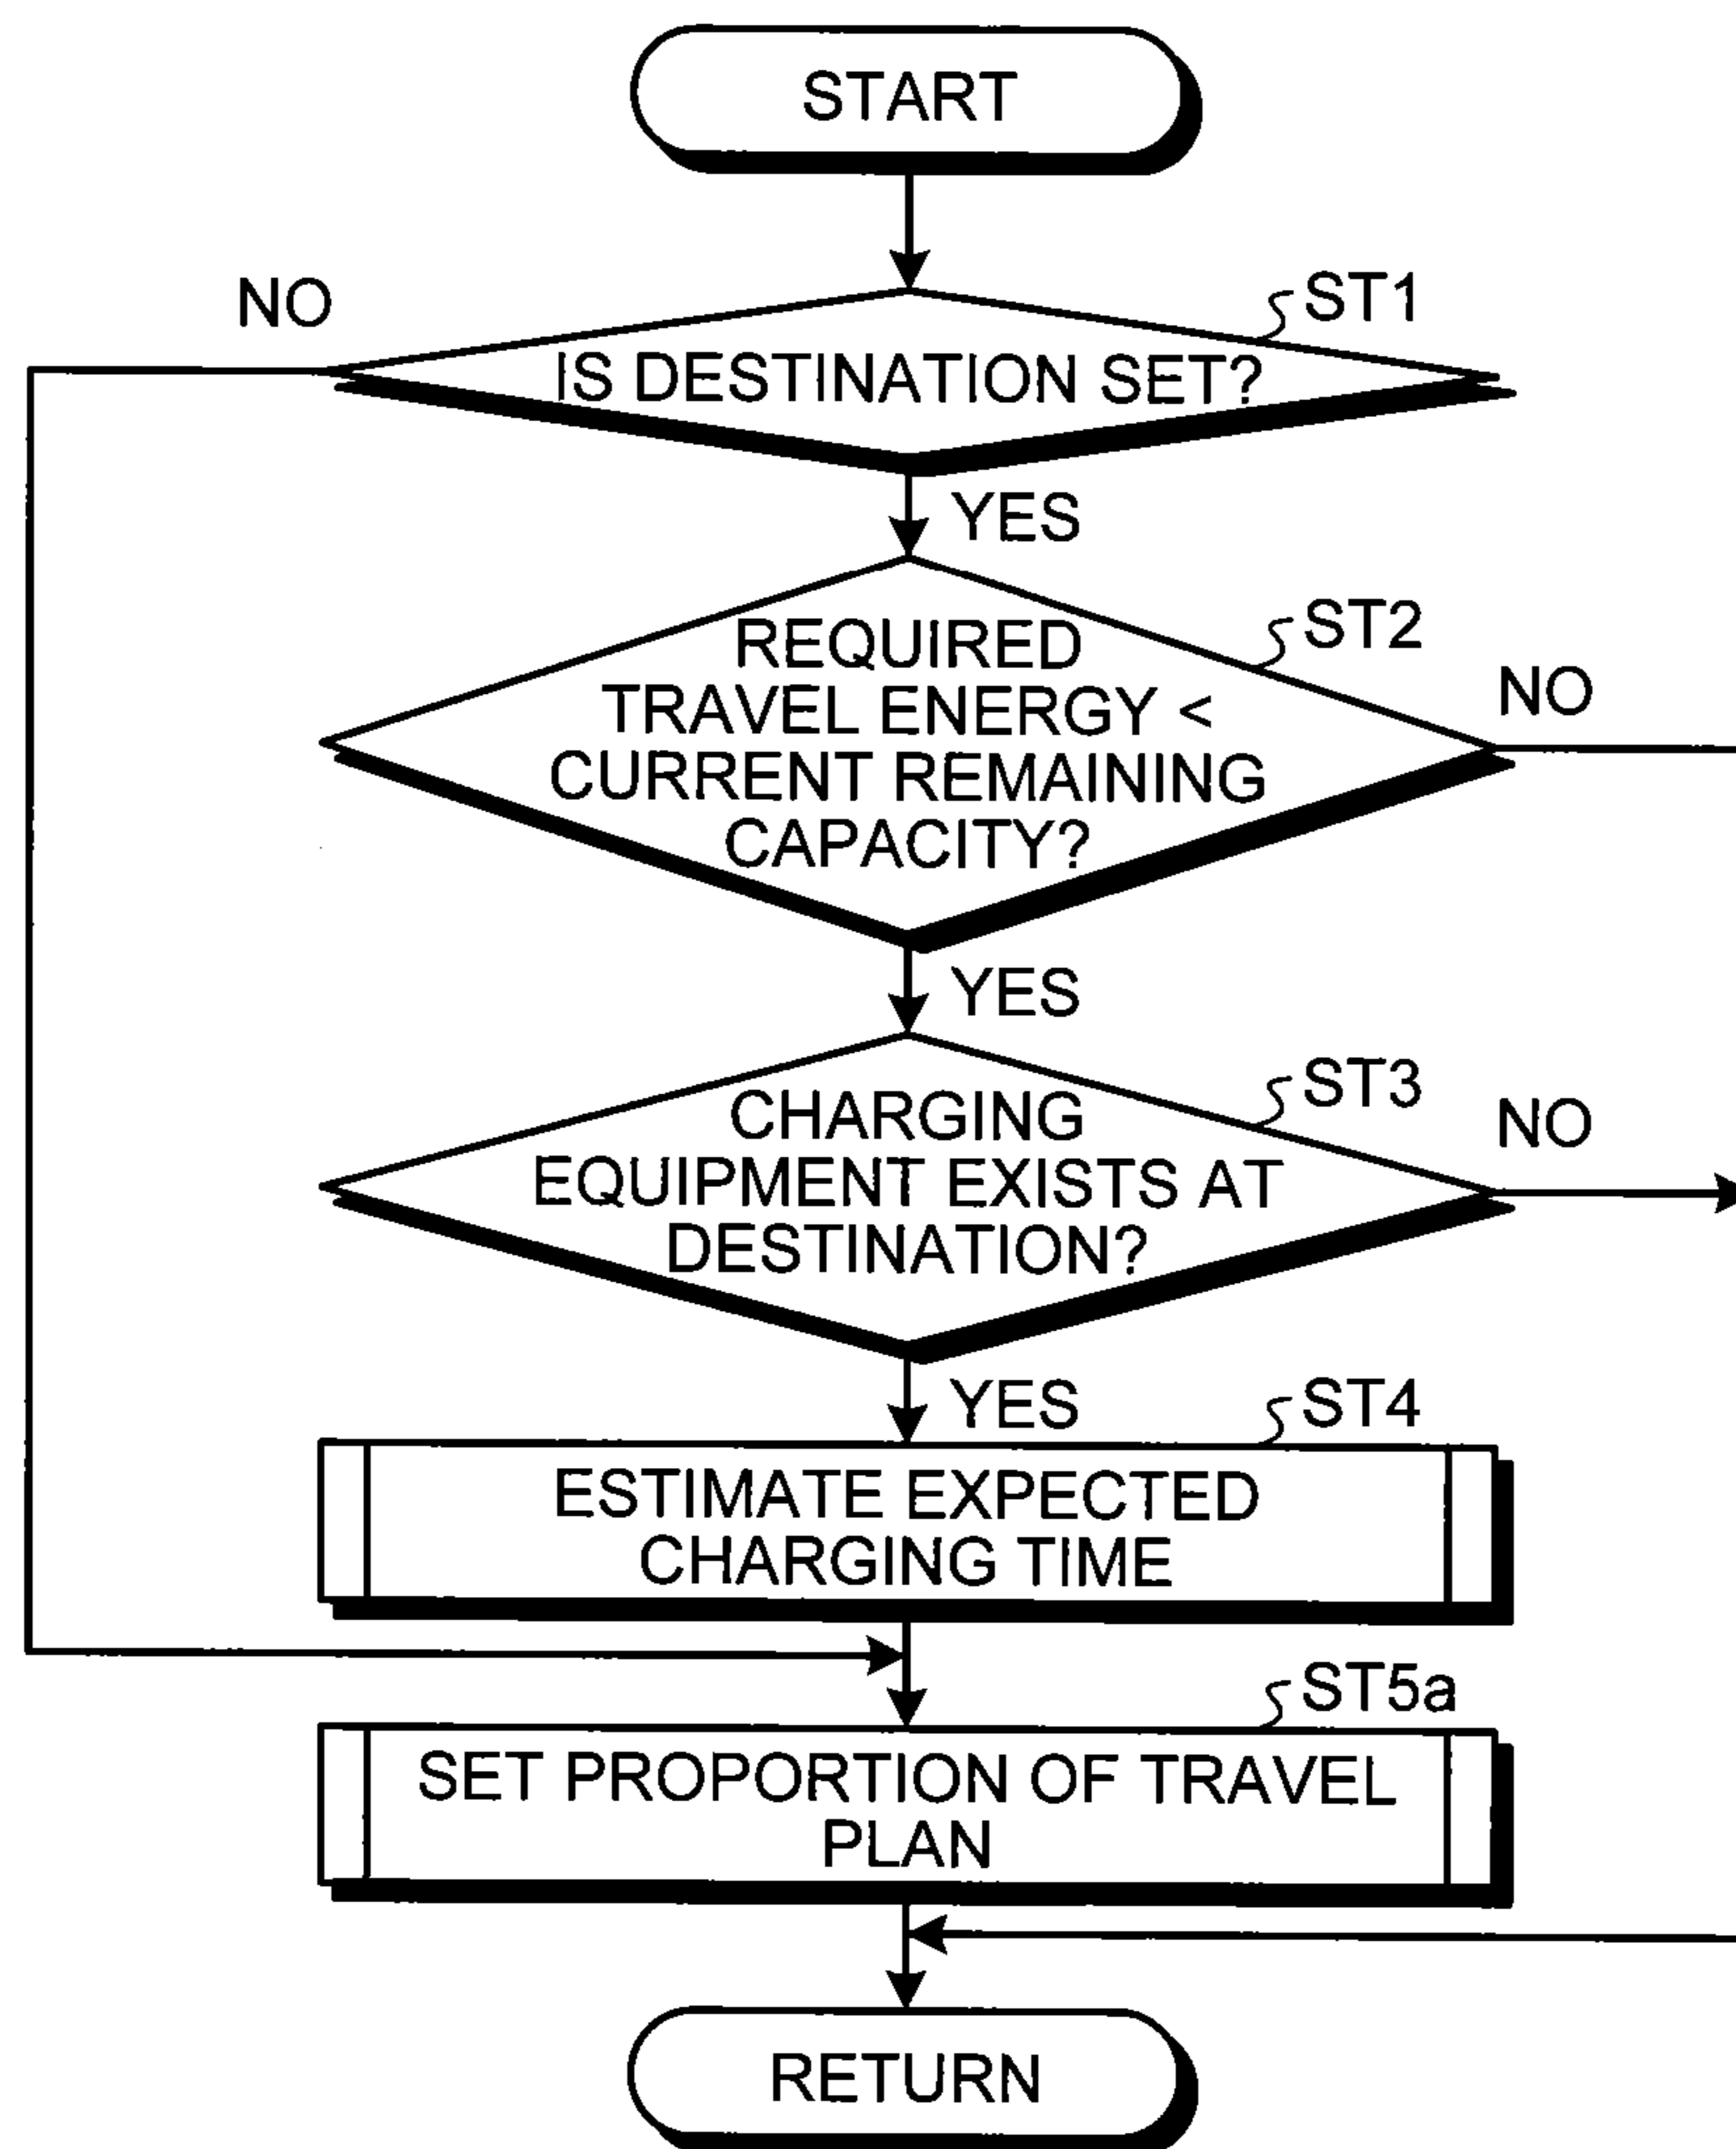 START
NO
ST1
IS DESTINATION SET?
YES
ST2
REQUIRED
TRAVEL ENERGY <
CURRENT REMAINING
CAPACITY?
NO
YES
ST3
CHARGING
EQUIPMENT EXISTS AT
DESTINATION?
NO
YES
ST4
ESTIMATE EXPECTED
CHARGING TIME
ST5a
SET PROPORTION OF TRAVEL
PLAN
RETURN